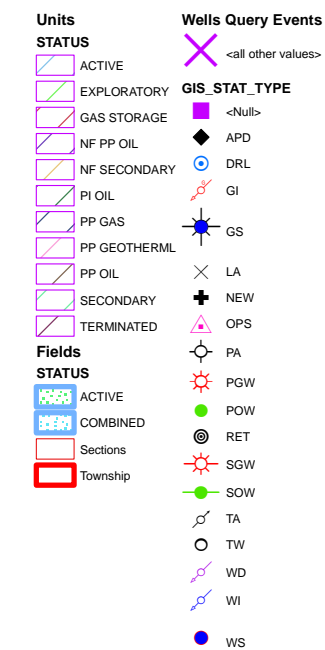 Units
STATUS
ACTIVE
EXPLORATORY
GAS STORAGE
NF PP OIL
NF SECONDARY
PI OIL
PP GAS
PP GEOTHERML
PP OIL
SECONDARY
TERMINATED
Fields
STATUS
ACTIVE
COMBINED
Sections
Township
Wells Query Events
<all other values>
GIS_STAT_TYPE
<Null>
APD
DRL
GI
GS
LA
NEW
OPS
PA
PGW
POW
RET
SGW
SOW
TA
TW
WD
WI
WS